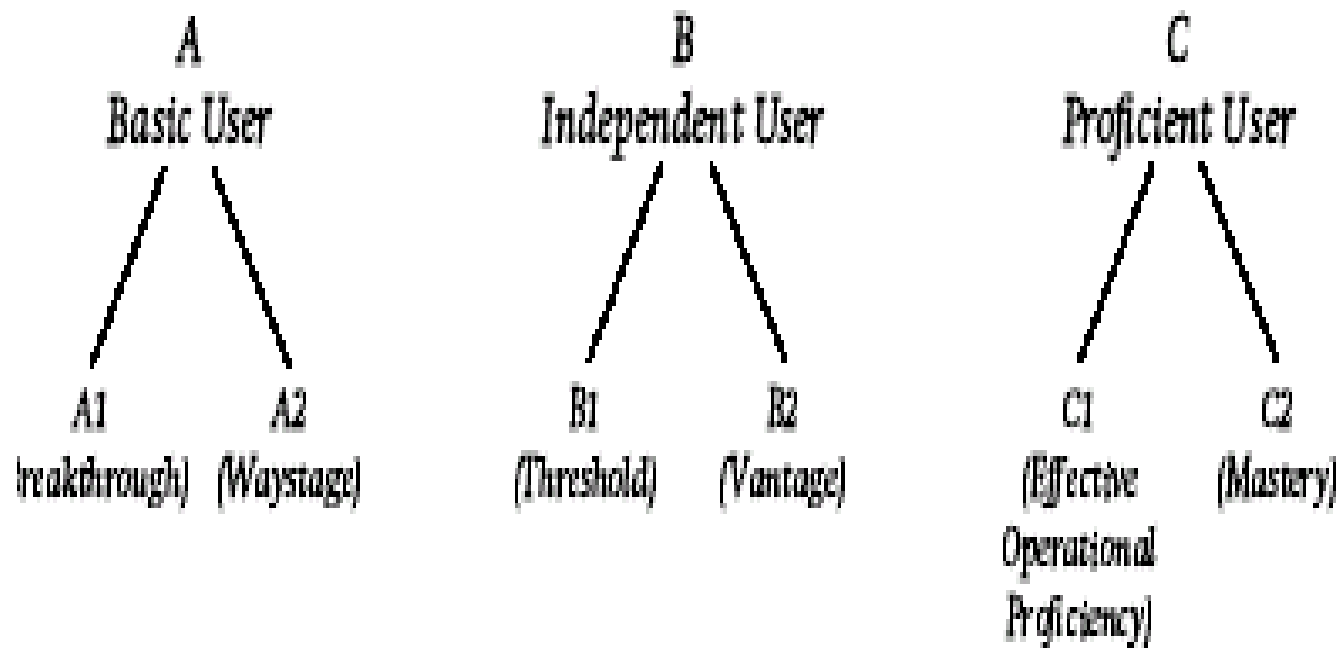 A
Basic User
B
Independent User
C
Proficient User
A1
A2
(Waystage)
B1
(Threshold)
B2
(Vantage)
C1
(Effective
Operational
Proficiency)
C2
(Mastery)